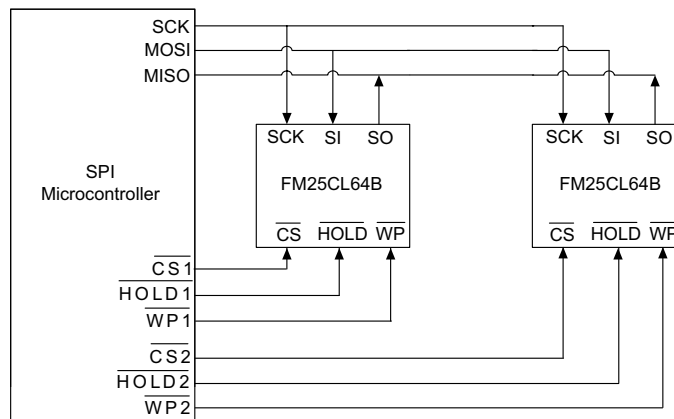 SCK
MOSI
MISO
SCK SI SO
SCK SI SO
SPI
Microcontroller
FM25CL64B
FM25CL64B
CS HOLD WP
CS HOLD WP
CS1
HOLD1
WP1
CS2
HOLD2
WP2